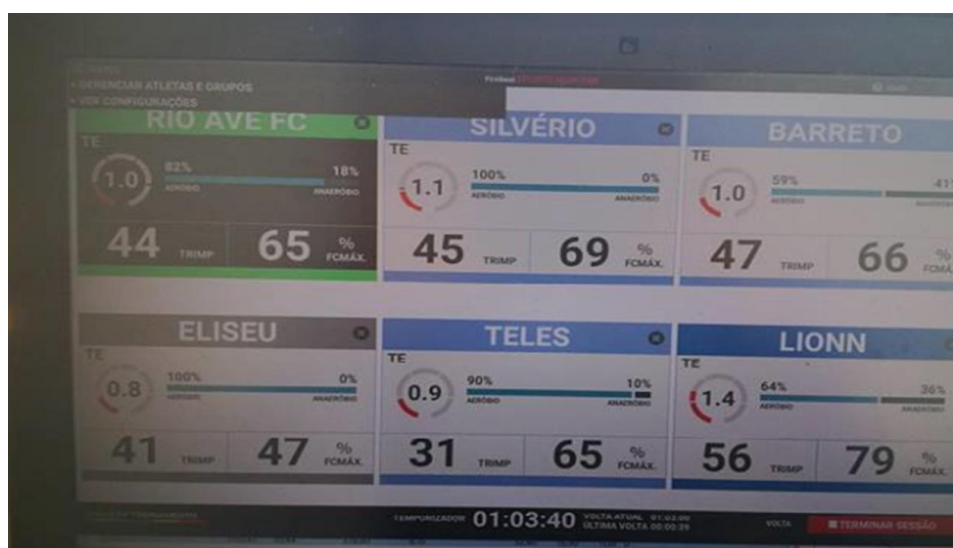 GERENCIAR ATLETAS E GRUPOS
VER CONFIGURAÇÕES
Firstbeat
RIO AVE FC
TE
1.0
82%
AERÓBIO
18%
ANAERÓBIO
44 TRIMP
65 % FCMÁX.
SILVÉRIO
TE
1.1
100%
AERÓBIO
0%
ANAERÓBIO
45 TRIMP
69 % FCMÁX.
BARRETO
TE
1.0
59%
AERÓBIO
41%
47 TRIMP
66 % FCMÁX.
ELISEU
TE
0.8
100%
AERÓBIO
0%
ANAERÓBIO
41 TRIMP
47 % FCMÁX.
TELES
TE
0.9
90%
AERÓBIO
10%
ANAERÓBIO
31 TRIMP
65 % FCMÁX.
LIONN
TE
1.4
64%
AERÓBIO
36%
ANAERÓBIO
56 TRIMP
79 % FCMÁX.
TEMPORIZADOR 01:03:40
VOLTA ATUAL
ÚLTIMA VOLTA
VOLTA
TERMINAR SESSÃO